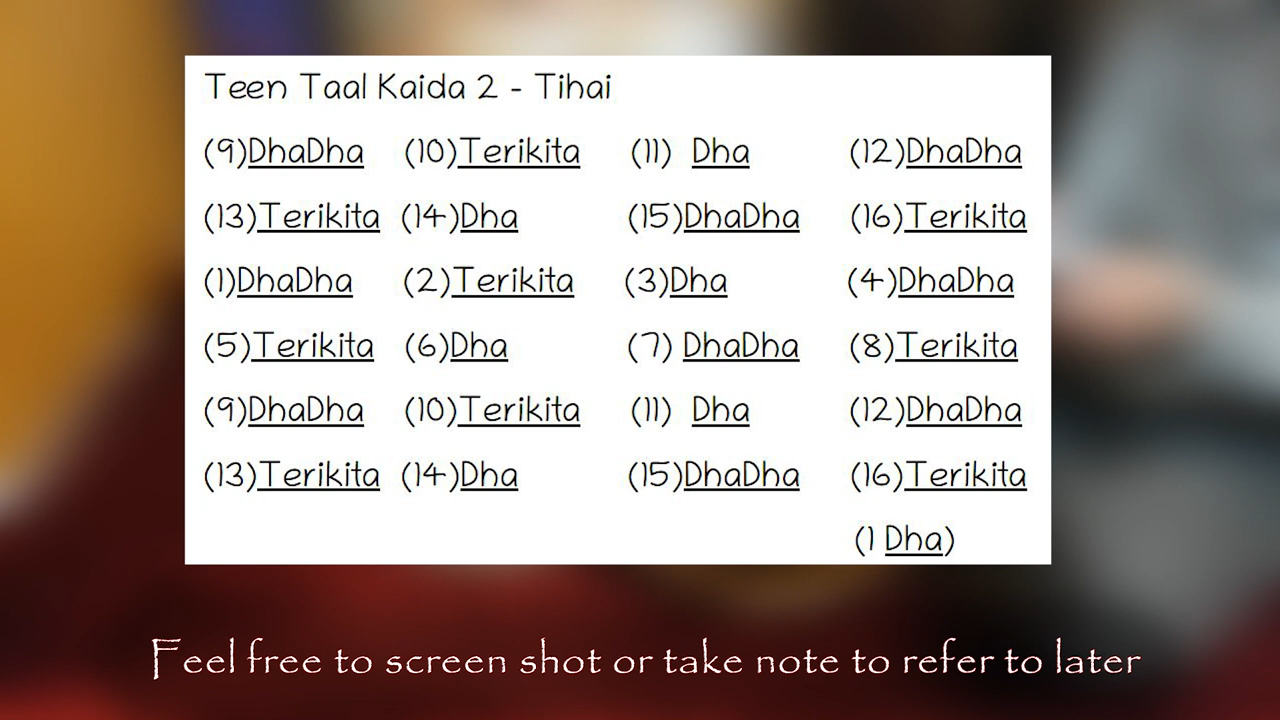 Teen Taal Kaida 2 - Tihai
(9)DhaDha (10)Terikita (11) Dha (12)DhaDha
(13)Terikita (14)Dha (15)DhaDha (16)Terikita
(1)DhaDha (2)Terikita (3)Dha (4)DhaDha
(5)Terikita (6)Dha (7) DhaDha (8)Terikita
(9)DhaDha (10)Terikita (11) Dha (12)DhaDha
(13)Terikita (14)Dha (15)DhaDha (16)Terikita
(1 Dha)
Feel free to screen shot or take note to refer to later